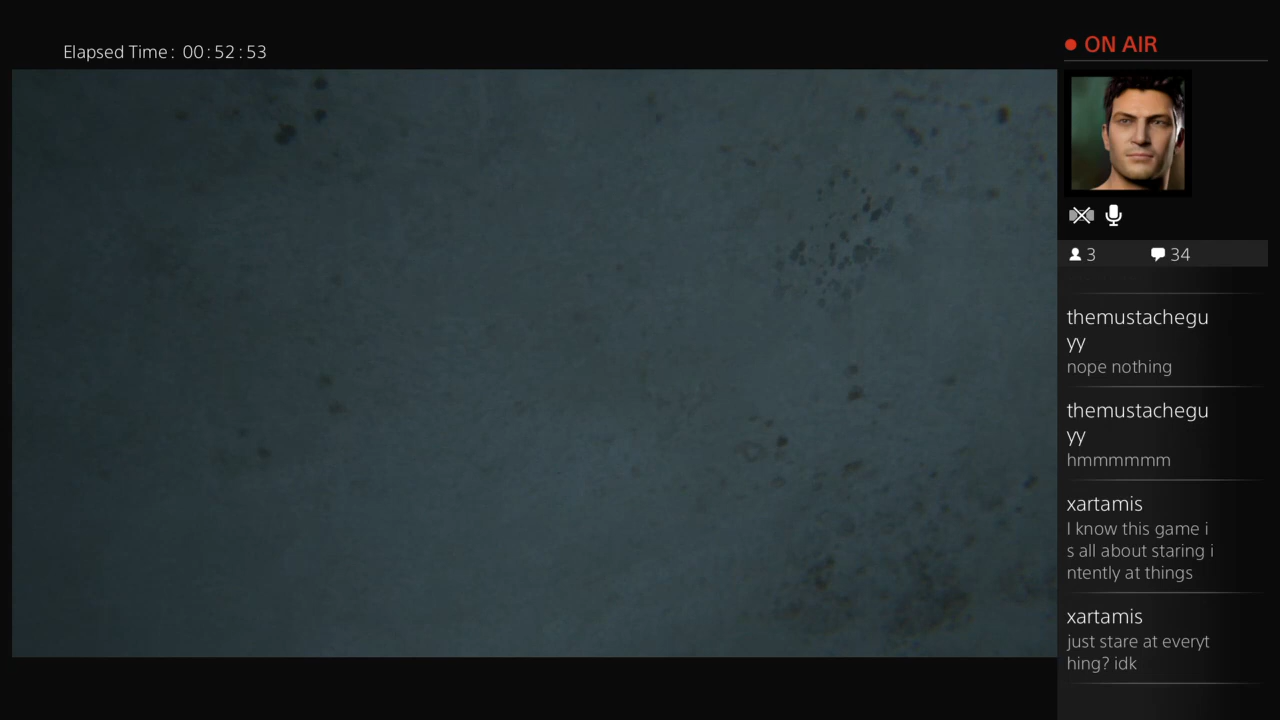 Elapsed Time: 00:52:53
ON AIR
3 34
themustachegu
yy
nope nothing
themustachegu
yy
hmmmmmm
xartamis
I know this game i
s all about staring i
ntently at things
xartamis
just stare at everyt
hing? idk